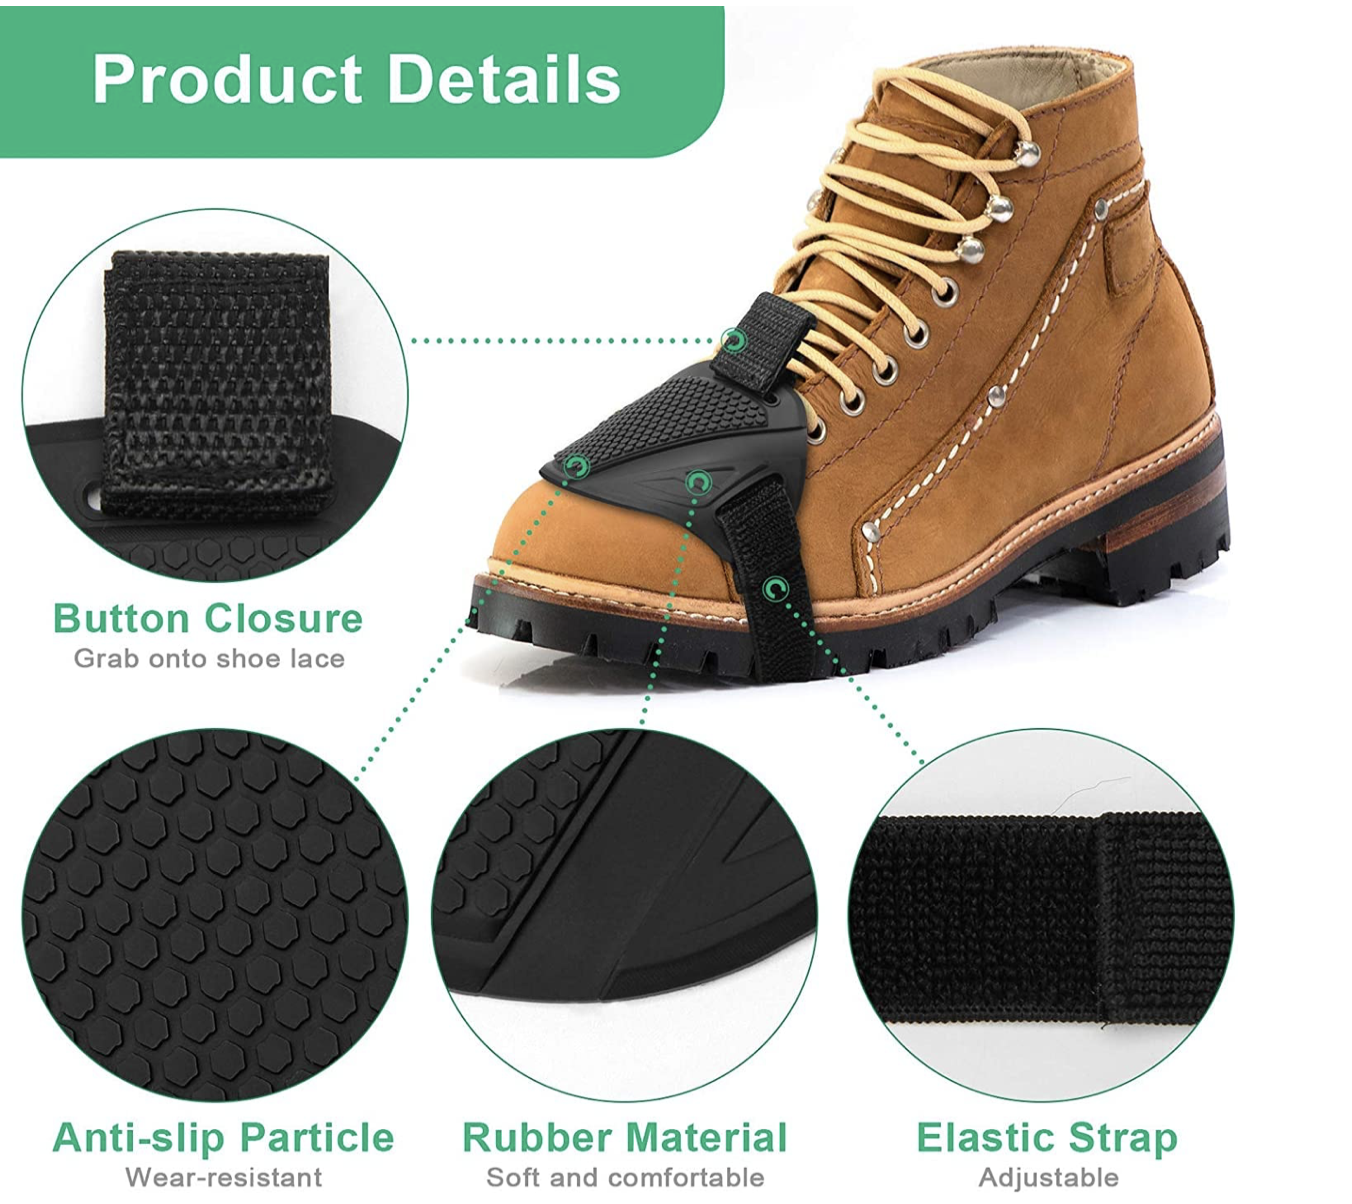 Product Details
Button Closure
Grab onto shoe lace
Anti-slip Particle
Wear-resistant
Rubber Material
Soft and comfortable
Elastic Strap
Adjustable